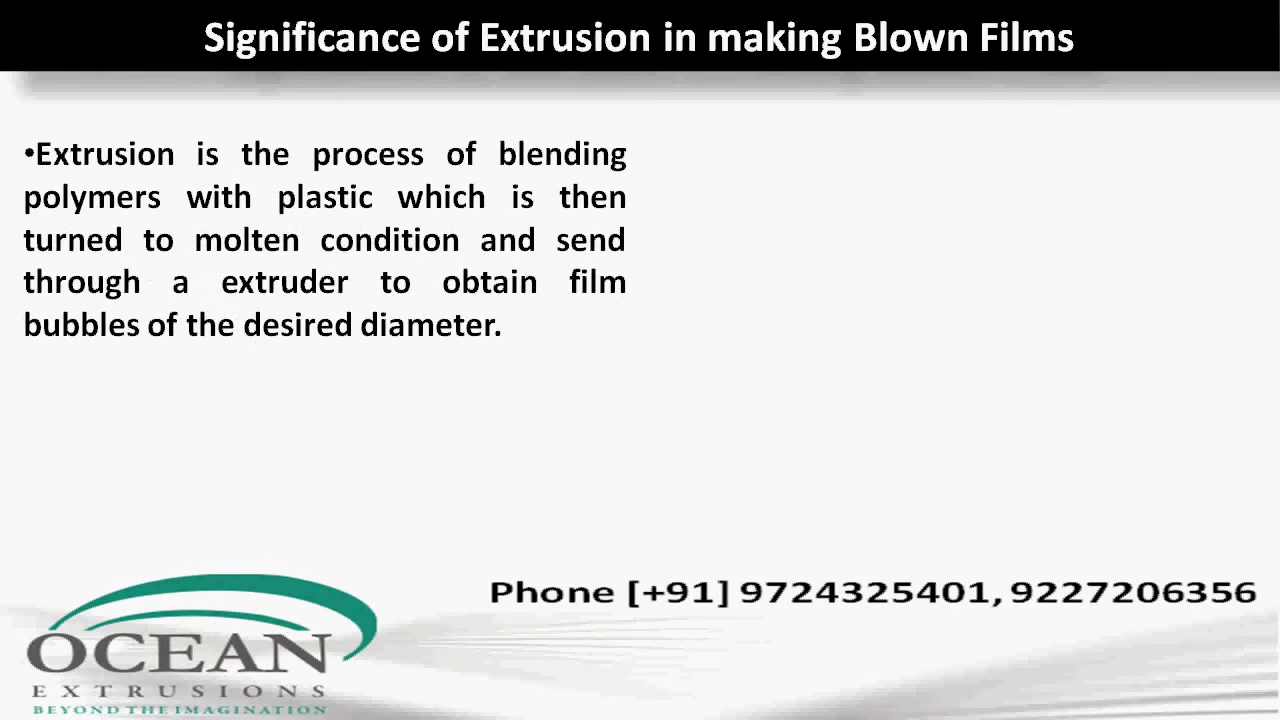 Significance of Extrusion in making Blown Films
•Extrusion is the process of blending
polymers with plastic which is then
turned to molten condition and send
through a extruder to obtain film
bubbles of the desired diameter.
Phone [+91] 9724325401, 9227206356
OCEAN
EXTRUSIONS
BEYOND THE IMAGINATION